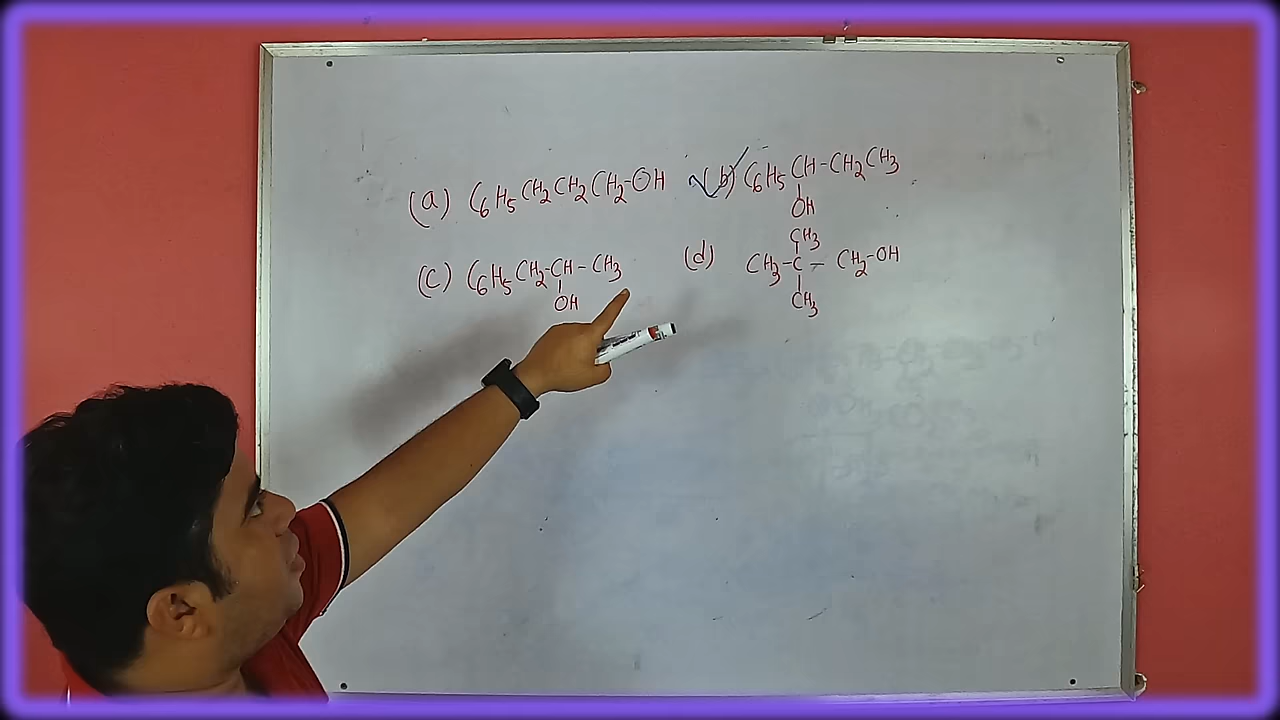 (a) C6H5CH2CH2CH2-OH (b) C6H5CH-CH2CH3
OH
(c) C6H5CH2-CH-CH3 (d) CH3-C-CH2-OH
CH3
OH
CH3